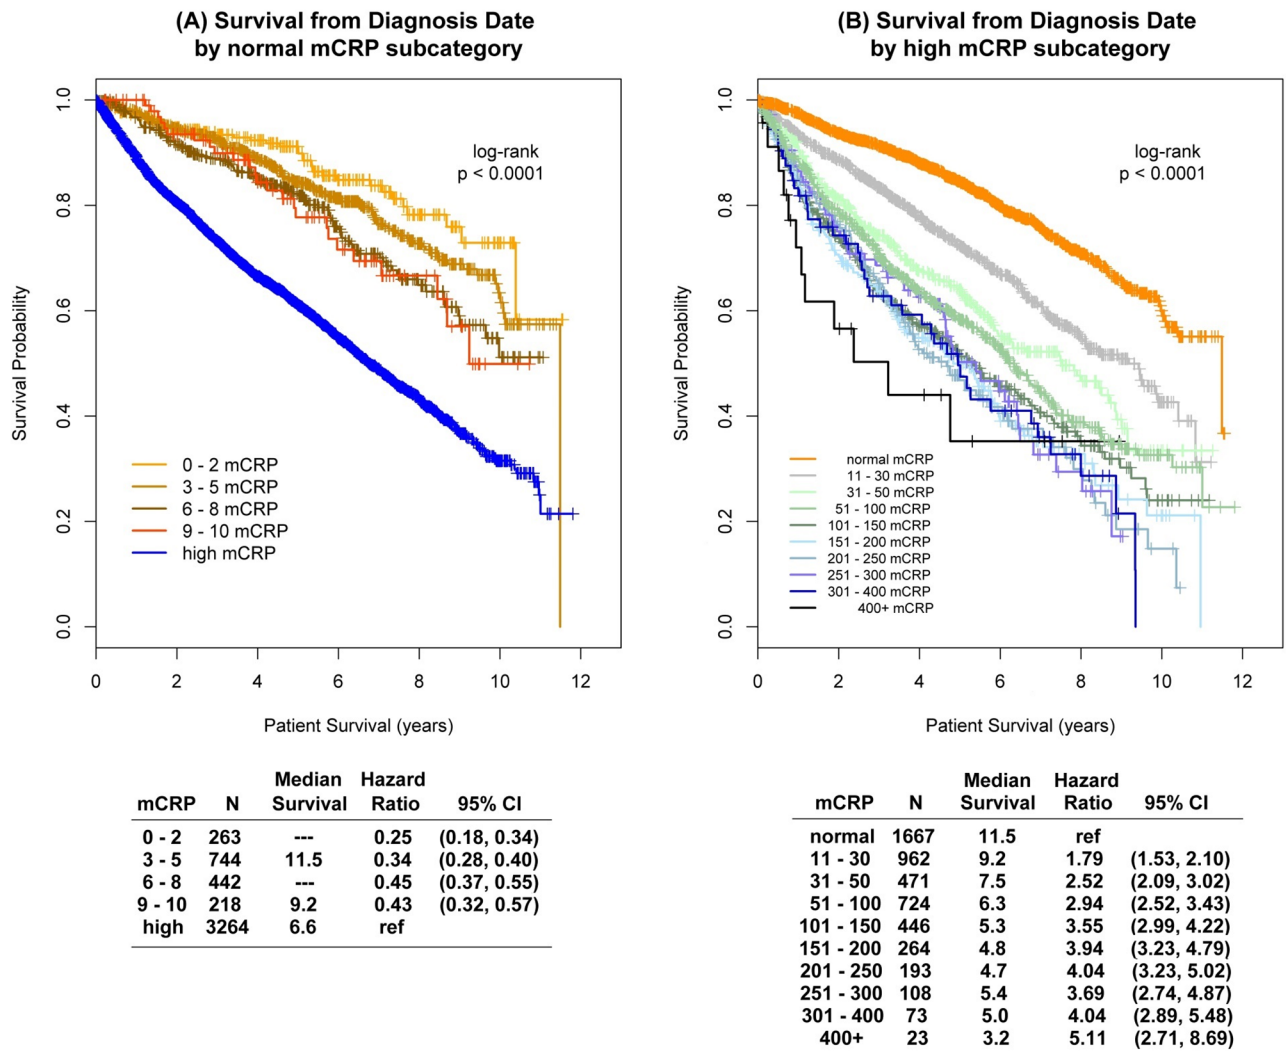 (A) Survival from Diagnosis Date
by normal mCRP subcategory
1.0
0.8
0.6
0.4
0.2
0.0
Survival Probability
log-rank
p < 0.0001
0 - 2 mCRP
3 - 5 mCRP
6 - 8 mCRP
9 - 10 mCRP
high mCRP
0 2 4 6 8 10 12
Patient Survival (years)
Median Hazard
mCRP N Survival Ratio 95% CI
0 - 2 263 --- 0.25 (0.18, 0.34)
3 - 5 744 11.5 0.34 (0.28, 0.40)
6 - 8 442 --- 0.45 (0.37, 0.55)
9 - 10 218 9.2 0.43 (0.32, 0.57)
high 3264 6.6 ref
(B) Survival from Diagnosis Date
by high mCRP subcategory
1.0
0.8
0.6
0.4
0.2
0.0
Survival Probability
log-rank
p < 0.0001
normal mCRP
11 - 30 mCRP
31 - 50 mCRP
51 - 100 mCRP
101 - 150 mCRP
151 - 200 mCRP
201 - 250 mCRP
251 - 300 mCRP
301 - 400 mCRP
400+ mCRP
0 2 4 6 8 10 12
Patient Survival (years)
Median Hazard
mCRP N Survival Ratio 95% CI
normal 1667 11.5 ref
11 - 30 962 9.2 1.79 (1.53, 2.10)
31 - 50 471 7.5 2.52 (2.09, 3.02)
51 - 100 724 6.3 2.94 (2.52, 3.43)
101 - 150 446 5.3 3.55 (2.99, 4.22)
151 - 200 264 4.8 3.94 (3.23, 4.79)
201 - 250 193 4.7 4.04 (3.23, 5.02)
251 - 300 108 5.4 3.69 (2.74, 4.87)
301 - 400 73 5.0 4.04 (2.89, 5.48)
400+ 23 3.2 5.11 (2.71, 8.69)